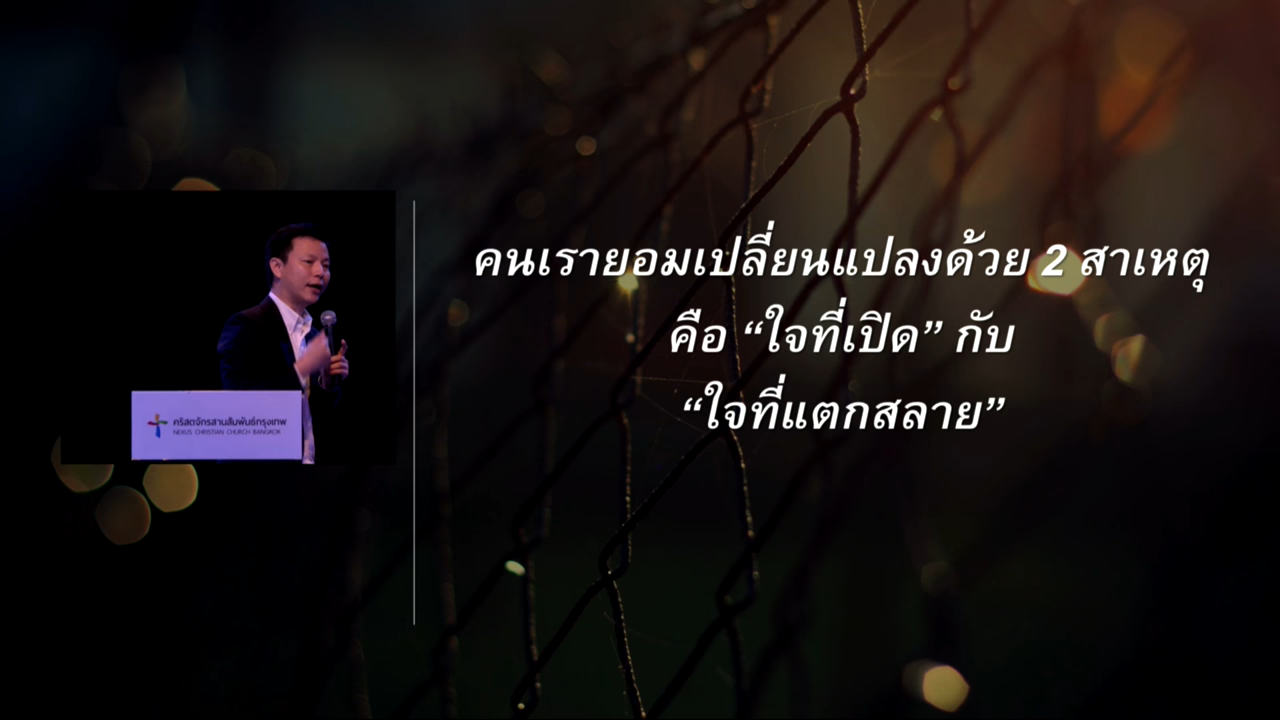 คริสตจักรสานสัมพันธ์กรุงเทพ
NEXUS CHRISTIAN CHURCH BANGKOK
คนเรายอมเปลี่ยนแปลงด้วย 2 สาเหตุ
คือ “ใจที่เปิด” กับ
“ใจที่แตกสลาย”